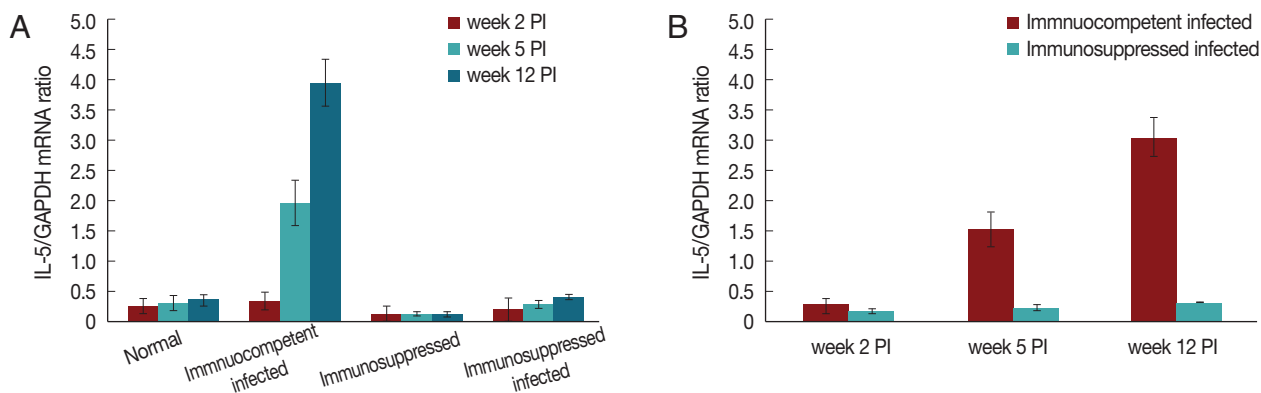 A
IL-5/GAPDH mRNA ratio
5.0
4.5
4.0
3.5
3.0
2.5
2.0
1.5
1.0
0.5
0
week 2 PI
week 5 PI
week 12 PI
Normal
Immnuocompetent
infected
Immunosuppressed
Immunosuppressed
infected
B
IL-5/GAPDH mRNA ratio
5.0
4.5
4.0
3.5
3.0
2.5
2.0
1.5
1.0
0.5
0
Immnuocompetent infected
Immunosuppressed infected
week 2 PI
week 5 PI
week 12 PI